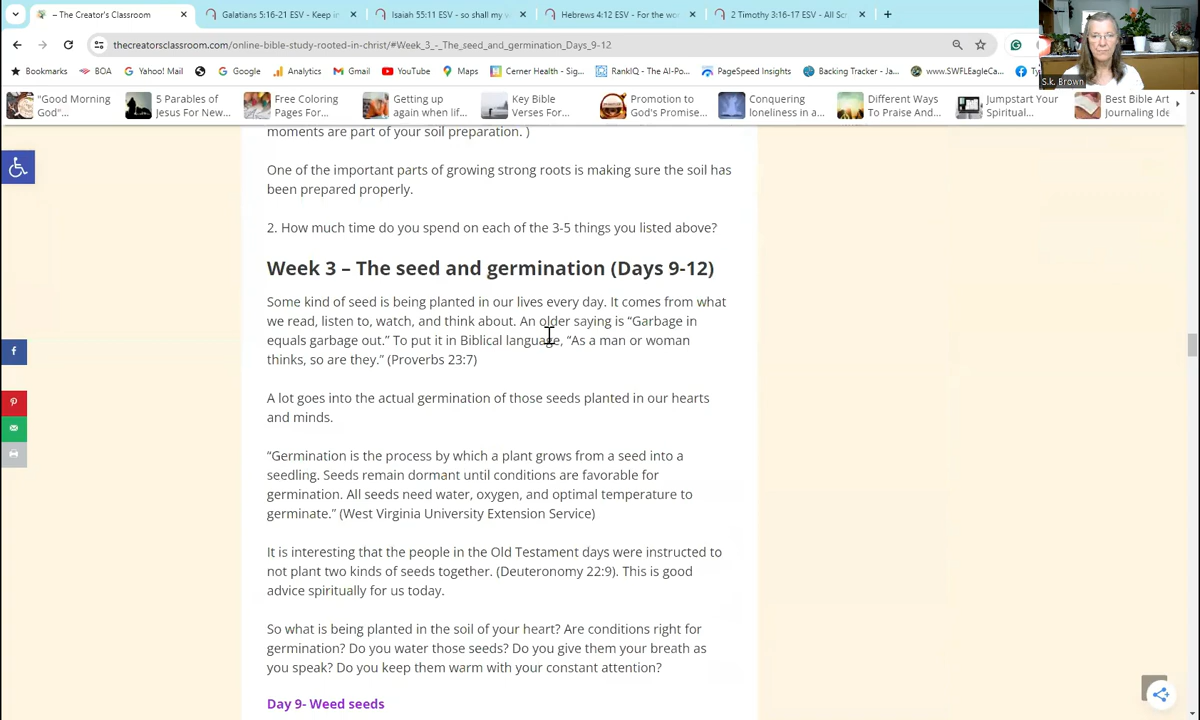 – The Creator's Classroom
Galatians 5:16-21 ESV - Keep in
Isaiah 55:11 ESV - so shall my w
Hebrews 4:12 ESV - For the wo
2 Timothy 3:16-17 ESV - All Scr
thecreatorsclassroom.com/online-bible-study-rooted-in-christ/#Week_3_-_The_seed_and_germination_Days_9-12
Bookmarks
BOA
Yahoo! Mail
Google
Analytics
Gmail
YouTube
Maps
Cerner Health - Sig...
RankIQ - The AI-Po...
PageSpeed Insights
Backing Tracker - Ja...
www.SWFLEagleCa...
Ty
S.k. Brown
"Good Morning
God"...
5 Parables of
Jesus For New...
Free Coloring
Pages For...
Getting up
again when lif...
Key Bible
Verses For...
Promotion to
God's Promise...
Conquering
loneliness in a...
Different Ways
To Praise And...
Jumpstart Your
Spiritual...
Best Bible Art
Journaling Ide
moments are part of your soil preparation. )
One of the important parts of growing strong roots is making sure the soil has
been prepared properly.
2. How much time do you spend on each of the 3-5 things you listed above?
Week 3 – The seed and germination (Days 9-12)
Some kind of seed is being planted in our lives every day. It comes from what
we read, listen to, watch, and think about. An older saying is “Garbage in
equals garbage out.” To put it in Biblical language, “As a man or woman
thinks, so are they.” (Proverbs 23:7)
A lot goes into the actual germination of those seeds planted in our hearts
and minds.
“Germination is the process by which a plant grows from a seed into a
seedling. Seeds remain dormant until conditions are favorable for
germination. All seeds need water, oxygen, and optimal temperature to
germinate.” (West Virginia University Extension Service)
It is interesting that the people in the Old Testament days were instructed to
not plant two kinds of seeds together. (Deuteronomy 22:9). This is good
advice spiritually for us today.
So what is being planted in the soil of your heart? Are conditions right for
germination? Do you water those seeds? Do you give them your breath as
you speak? Do you keep them warm with your constant attention?
Day 9- Weed seeds